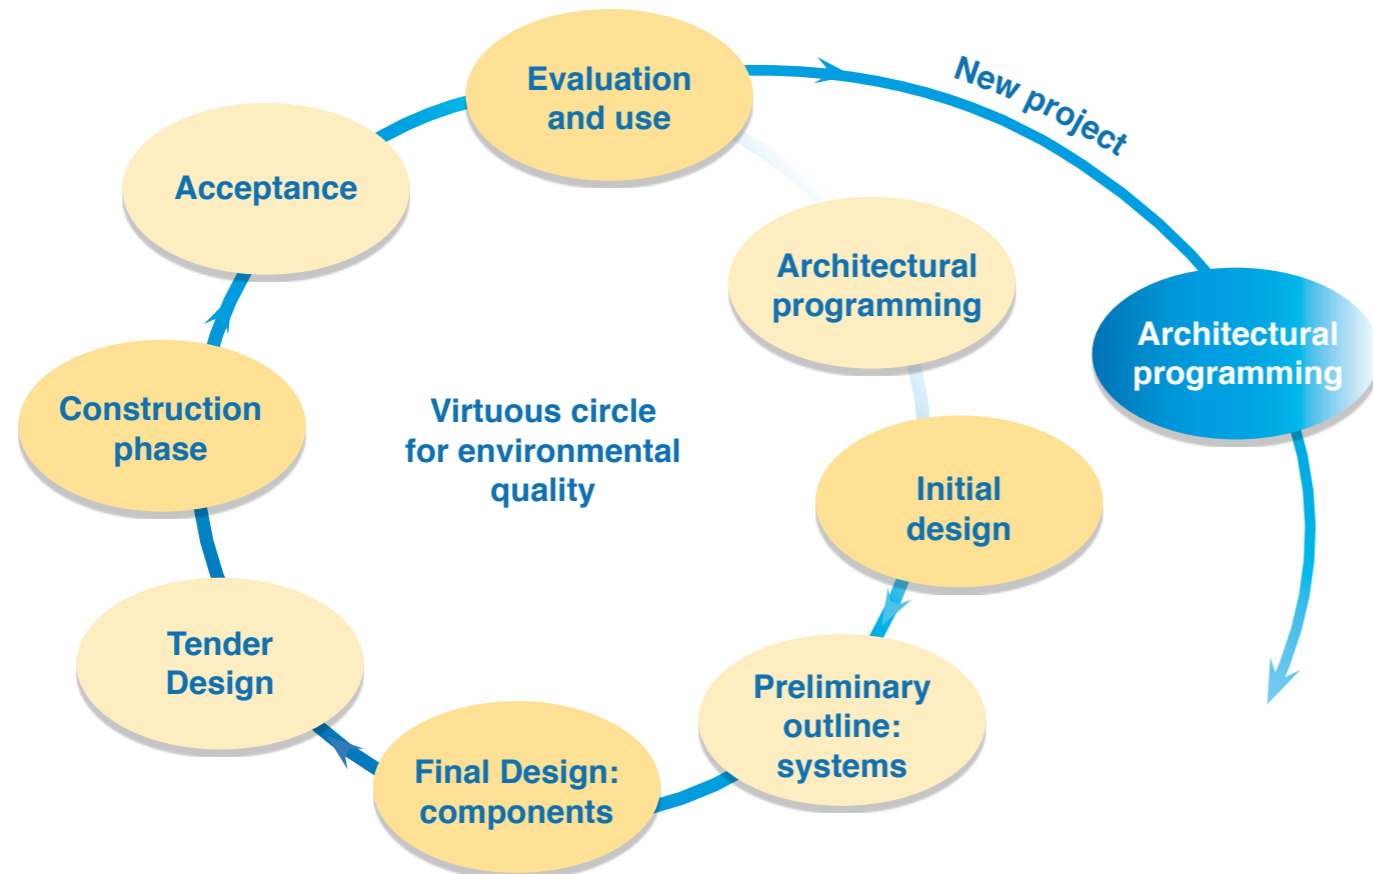 Evaluation
and use
New project
Acceptance
Architectural
programming
Architectural
programming
Construction
phase
Virtuous circle
for environmental
quality
Initial
design
Tender
Design
Preliminary
outline:
systems
Final Design:
components